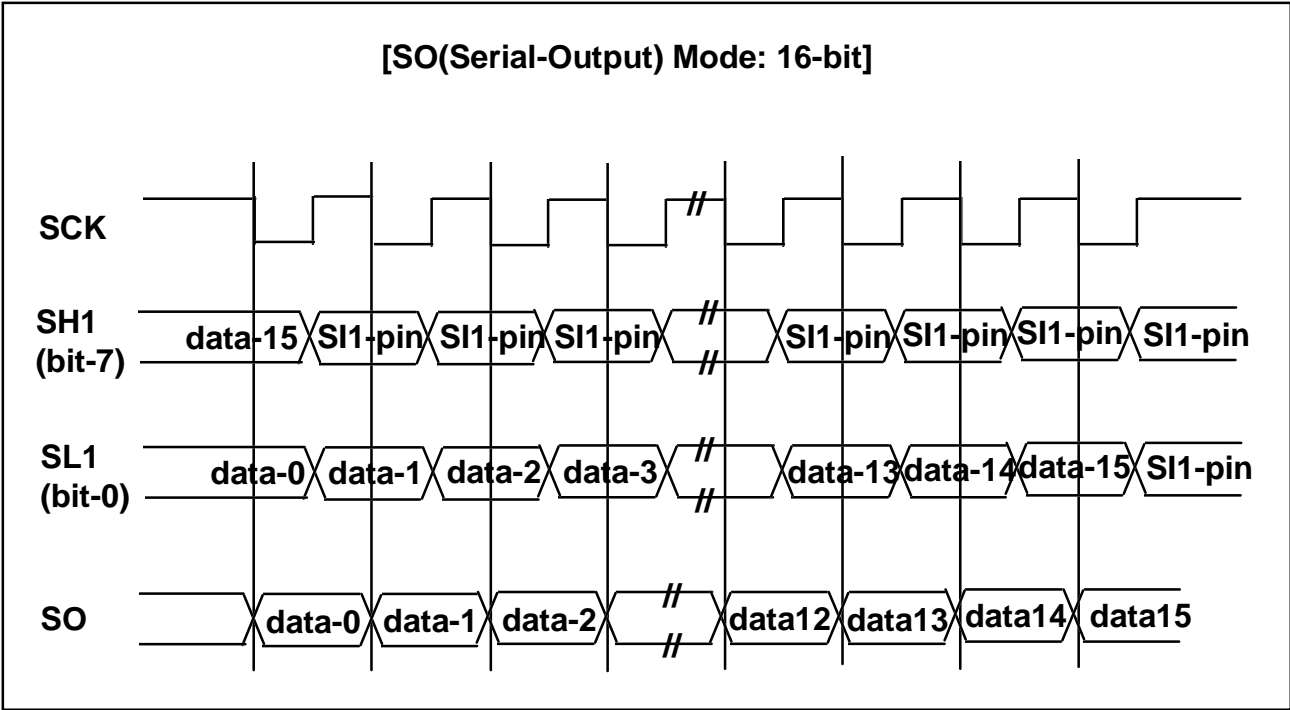 [SO(Serial-Output) Mode: 16-bit]
SCK
SH1
(bit-7)
data-15 SI1-pin SI1-pin SI1-pin // // SI1-pin SI1-pin SI1-pin SI1-pin
SL1
(bit-0)
data-0 data-1 data-2 data-3 data-13 data-14 data-15 SI1-pin
SO
data-0 data-1 data-2 data12 data13 data14 data15